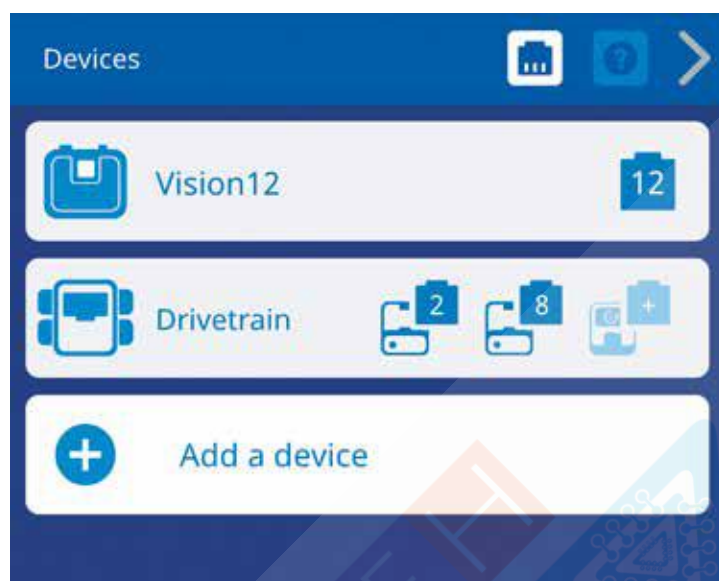 Devices
?
Vision12
12
Drivetrain
2
8
+
+
Add a device